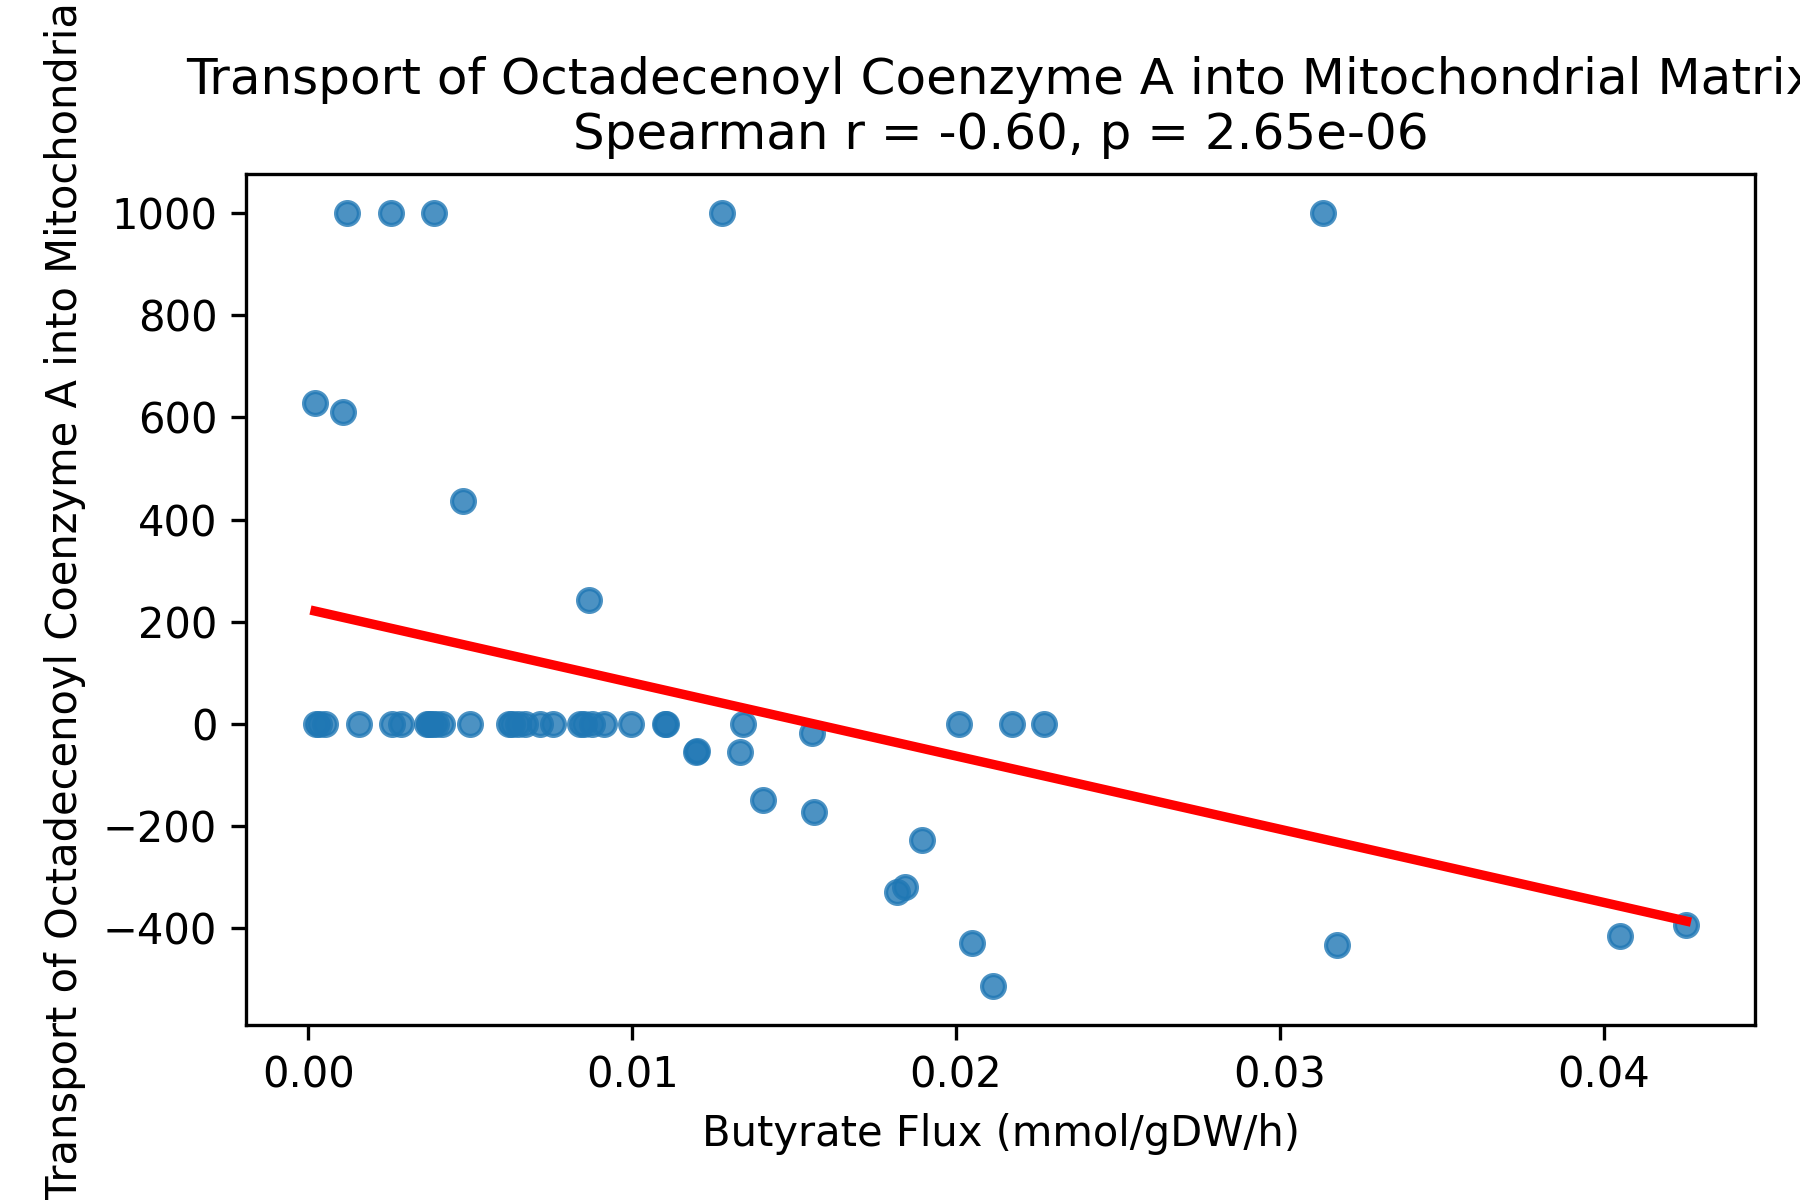 Transport of Octadecenoyl Coenzyme A into Mitochondrial Matrix
Spearman r = -0.60, p = 2.65e-06
Transport of Octadecenoyl Coenzyme A into Mitochondria
1000
800
600
400
200
0
−200
−400
0.00 0.01 0.02 0.03 0.04
Butyrate Flux (mmol/gDW/h)